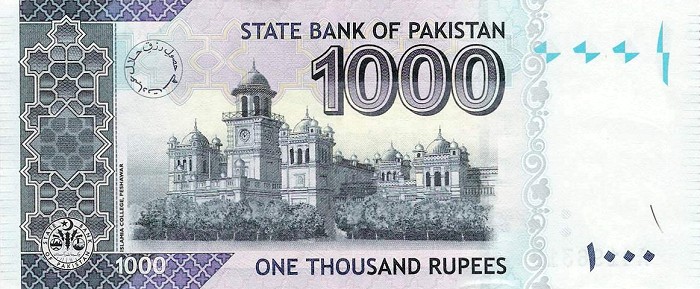 STATE BANK OF PAKISTAN
حصول رزق حلال عبادت ہے
1000
ISLAMIA COLLEGE, PESHAWAR
1000
ONE THOUSAND RUPEES
۱۰۰۰